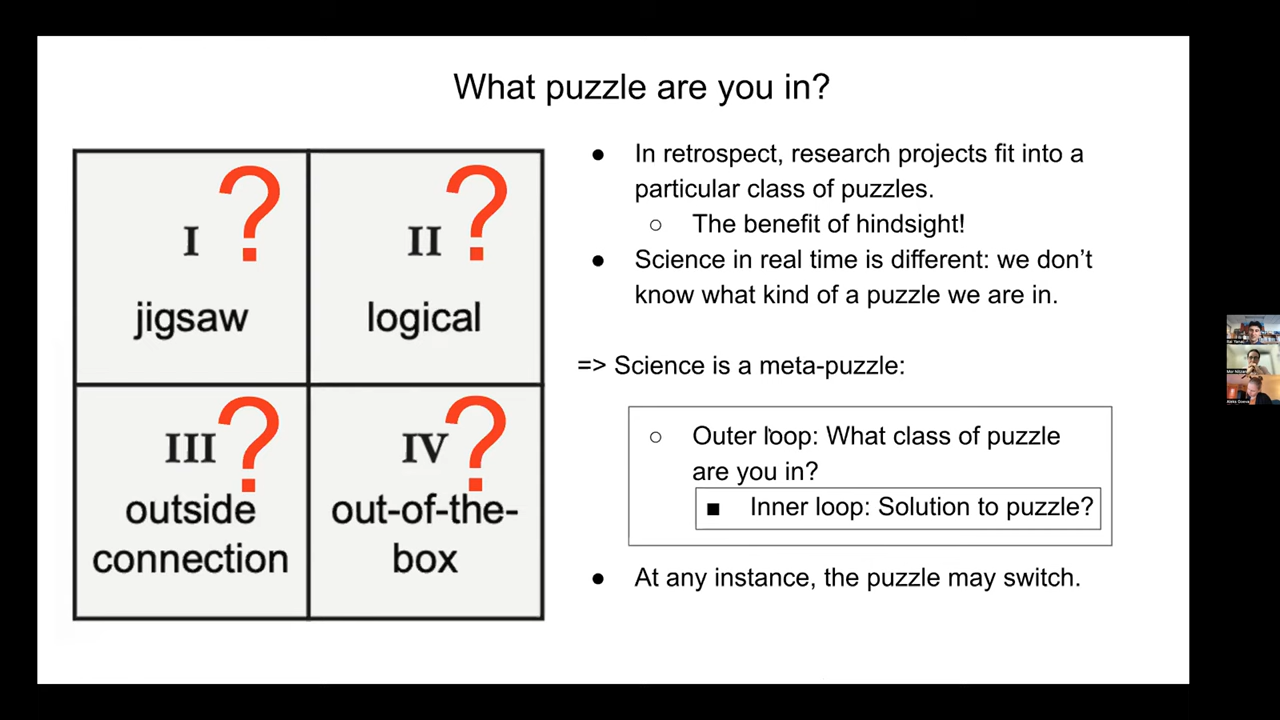 What puzzle are you in?
I ?
jigsaw
II ?
logical
III ?
outside
connection
IV ?
out-of-the-
box
● In retrospect, research projects fit into a
particular class of puzzles.
○ The benefit of hindsight!
● Science in real time is different: we don't
know what kind of a puzzle we are in.
=> Science is a meta-puzzle:
○ Outer loop: What class of puzzle
are you in?
■ Inner loop: Solution to puzzle?
● At any instance, the puzzle may switch.